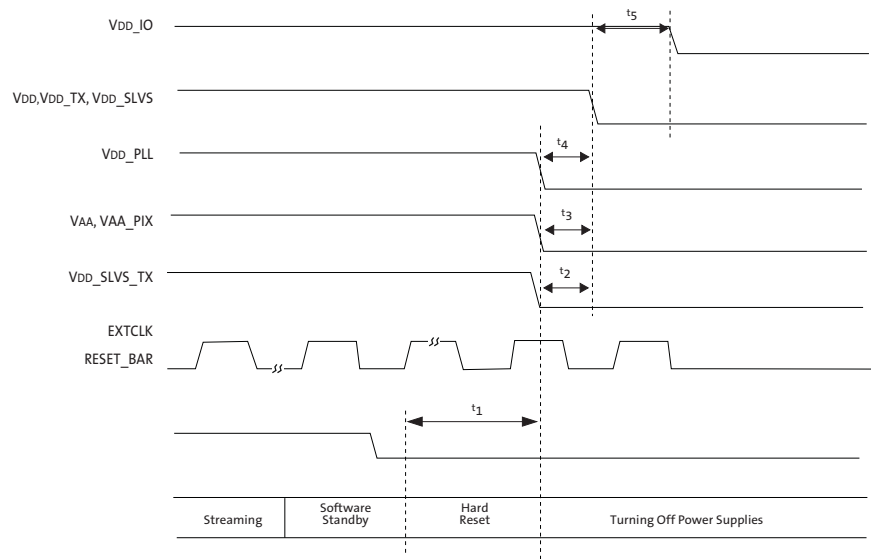 VDD_IO
t5
VDD,VDD_TX, VDD_SLVS
VDD_PLL
t4
VAA, VAA_PIX
t3
VDD_SLVS_TX
t2
EXTCLK
RESET_BAR
t1
Streaming
Software
Standby
Hard
Reset
Turning Off Power Supplies